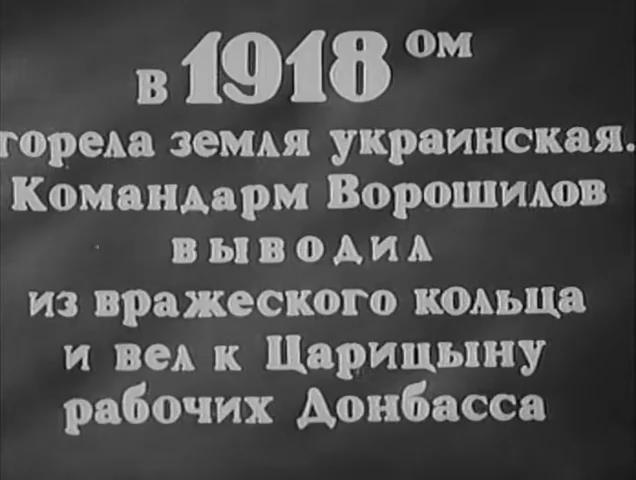 в 1918 ом
горела земля украинская.
Командарм Ворошилов
выводил
из вражеского кольца
и вел к Царицыну
рабочих Донбасса